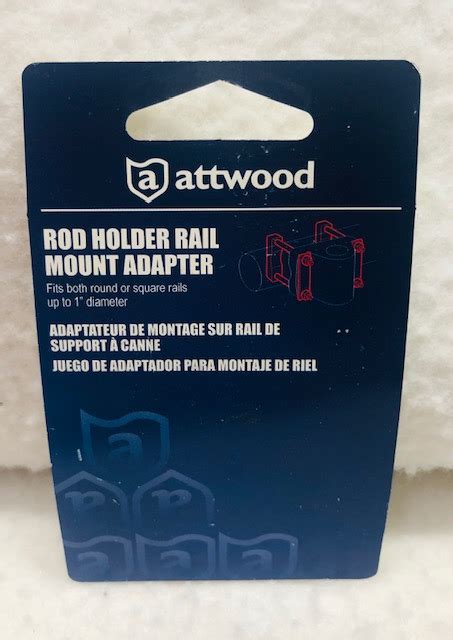 a attwood
ROD HOLDER RAIL
MOUNT ADAPTER
Fits both round or square rails
up to 1" diameter
ADAPTATEUR DE MONTAGE SUR RAIL DE
SUPPORT À CANNE
JUEGO DE ADAPTADOR PARA MONTAJE DE RIEL
a
a a
a a a